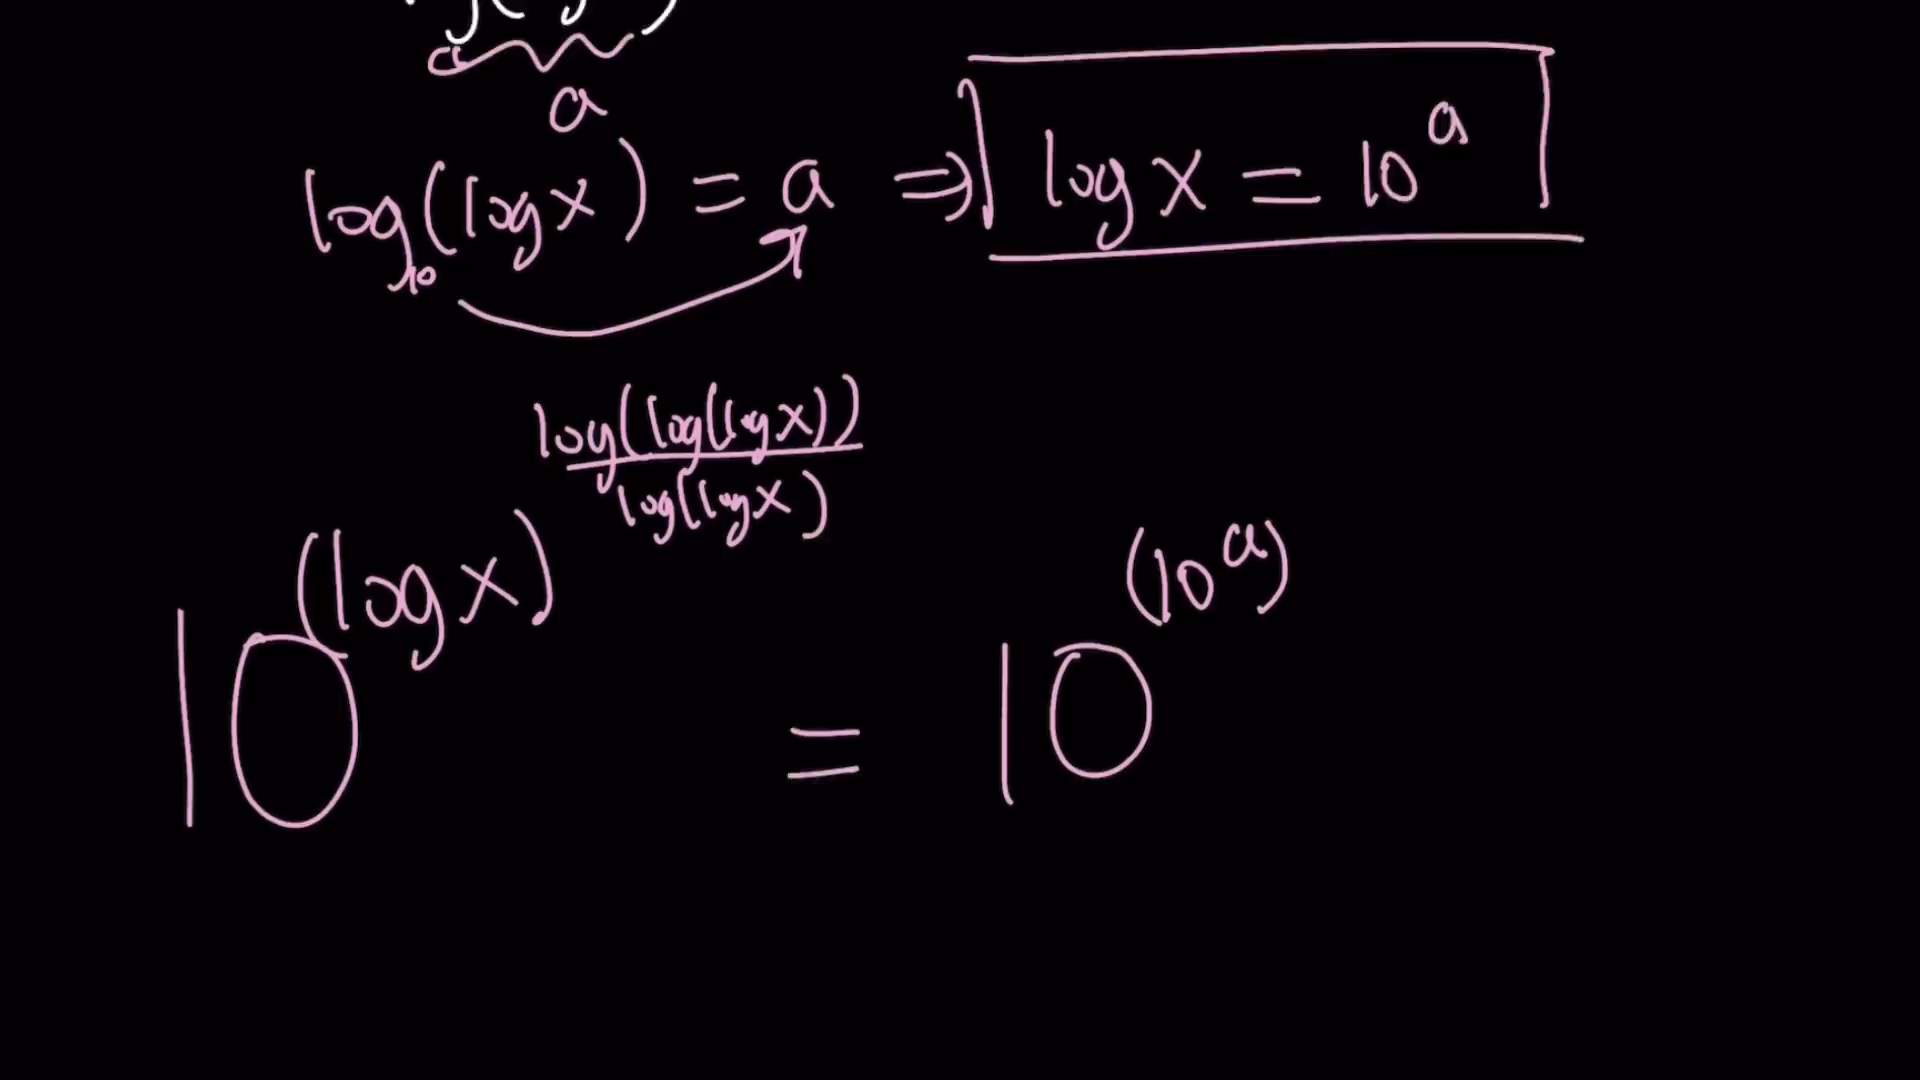 a
log₁₀(log x) = a ⇒ log x = 10^a
10^((log x)^(log(log(log x)) / log(log x))) = 10^((10^a))